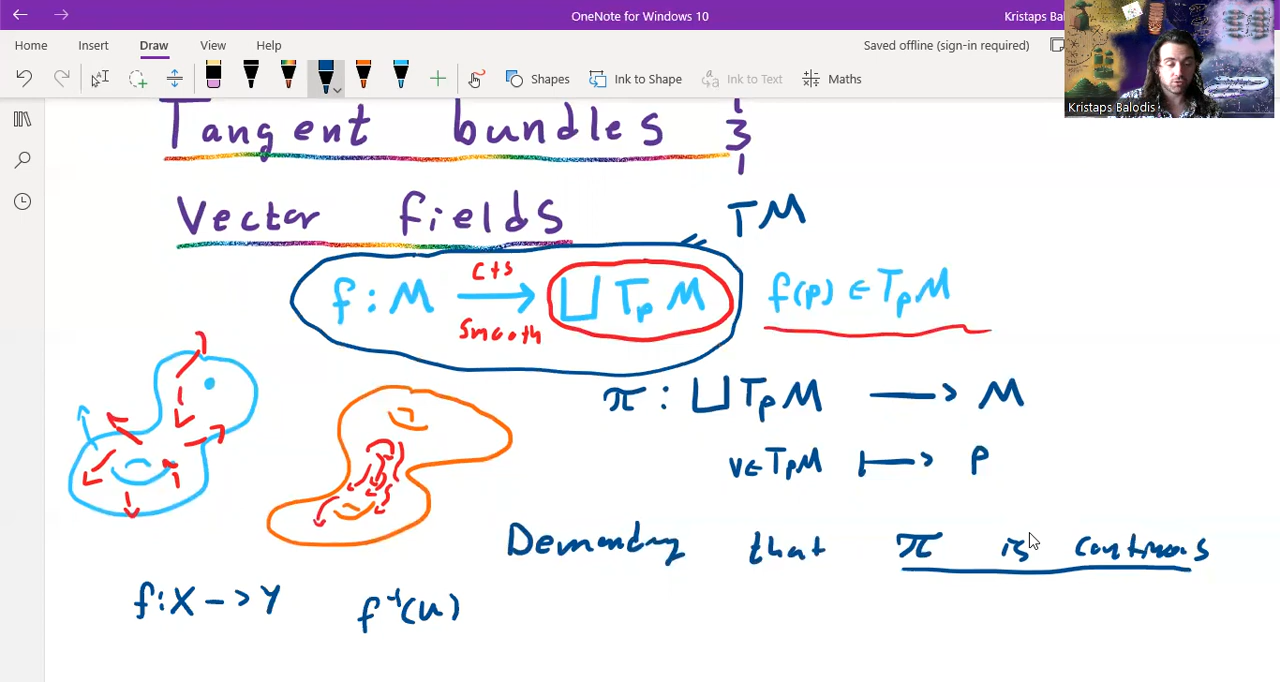 OneNote for Windows 10
Kristaps Bal
Home Insert Draw View Help
Saved offline (sign-in required)
Shapes Ink to Shape Ink to Text Maths
Kristaps Balodis
Tangent bundles
Vector fields
TM
f : M cts smooth → ⊔ TpM f(p) ∈ TpM
π : ⊔ TpM → M
v ∈ TpM ↦ p
Demanding that π is continuous
f: X -> Y f⁻¹(u)